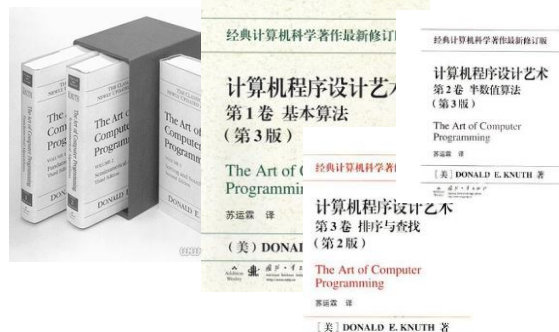 The Art of
Computer
Programming
DONALD E.
The Art of
Computer
Programming
经典计算机科学著作最新修订
计算机程序设计艺
第1卷 基本算法
(第3版)
The Art of
Programmin
苏运霖 译
(美) DONAL
经典计算机科学著作最新修订版
计算机程序设计艺术
第2卷 半数值算法
(第3版)
The Art of Computer
Programming
苏运霖 译
[美] DONALD E. KNUTH 著
经典计算机科学著
计算机程序设计艺术
第3卷 排序与查找
(第2版)
The Art of Computer
Programming
苏运霖 译
[美] DONALD E. KNUTH 著